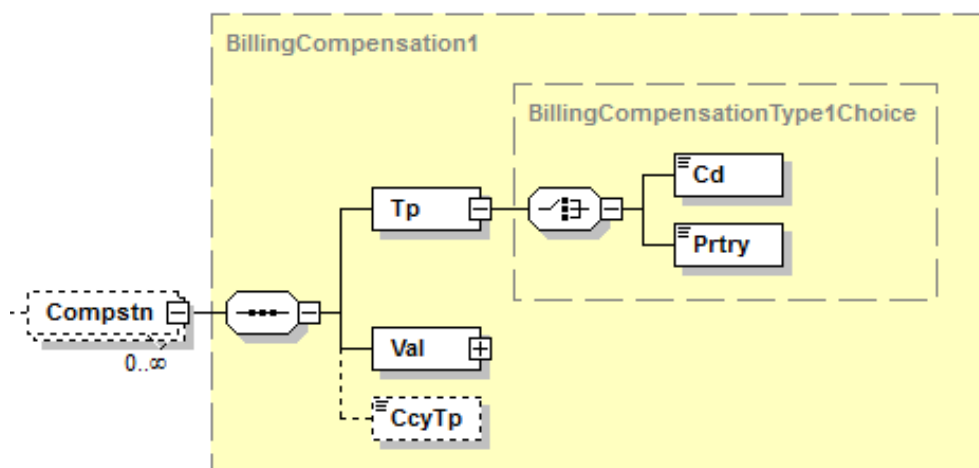 BillingCompensation1
BillingCompensationType1Choice
Cd
Tp
Prtry
Compstn
0..∞
Val
CcyTp